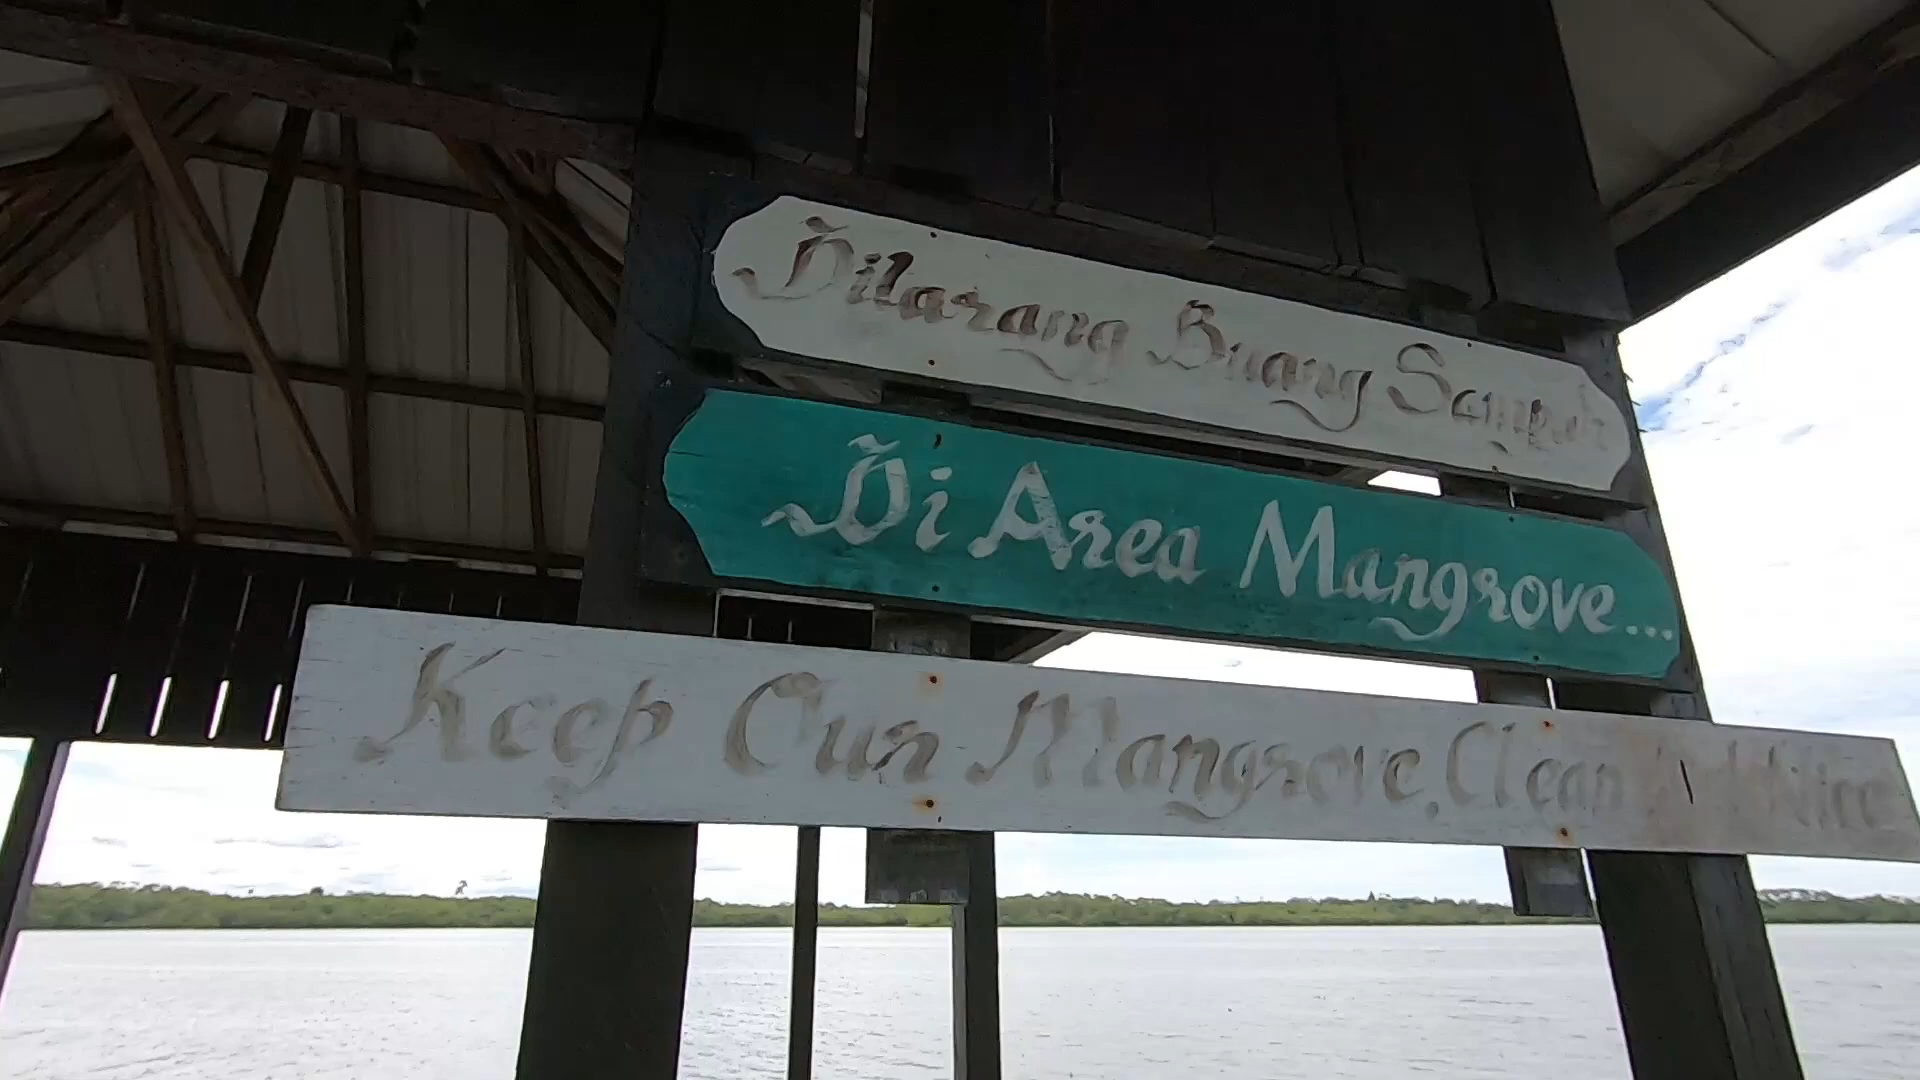 Dilarang Buang Sampah
Di Area Mangrove...
Keep Our Mangrove, Clean